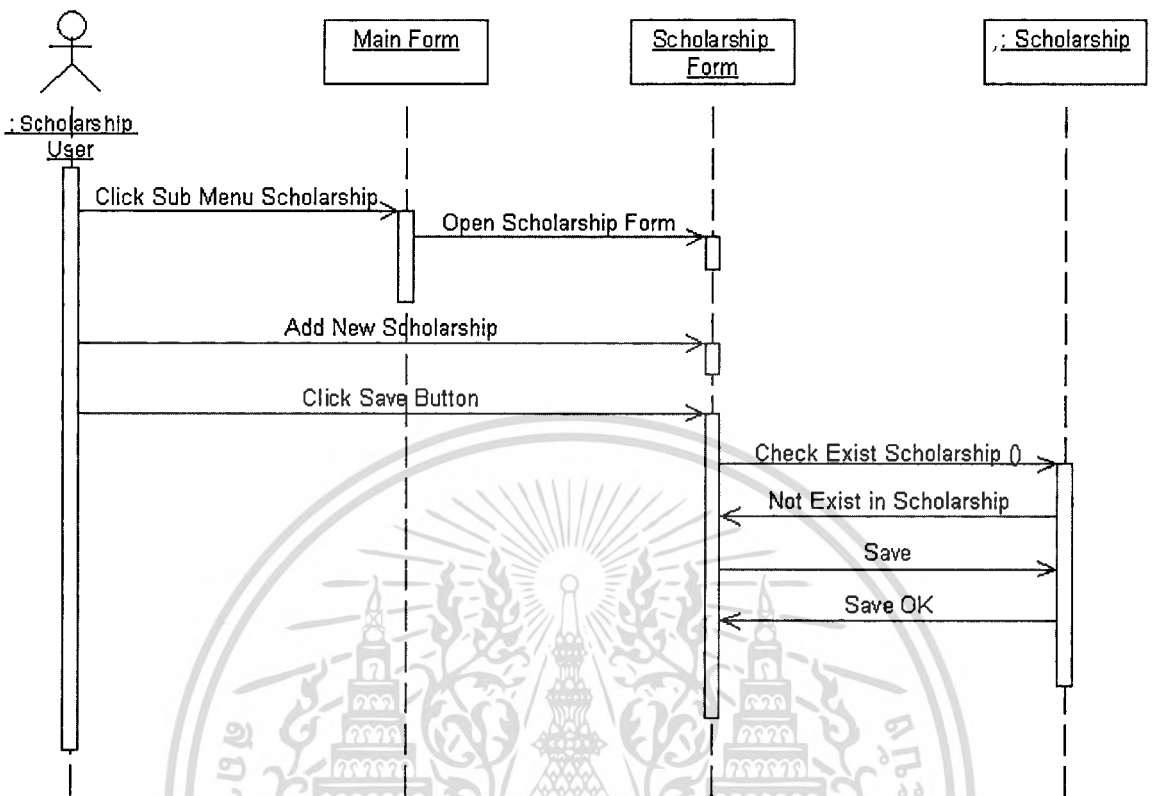 Main Form
Scholarship
Form
,: Scholarship
: Scholarship
User
Click Sub Menu Scholarship
Open Scholarship Form
Add New Scholarship
Click Save Button
Check Exist Scholarship ()
Not Exist in Scholarship
Save
Save OK